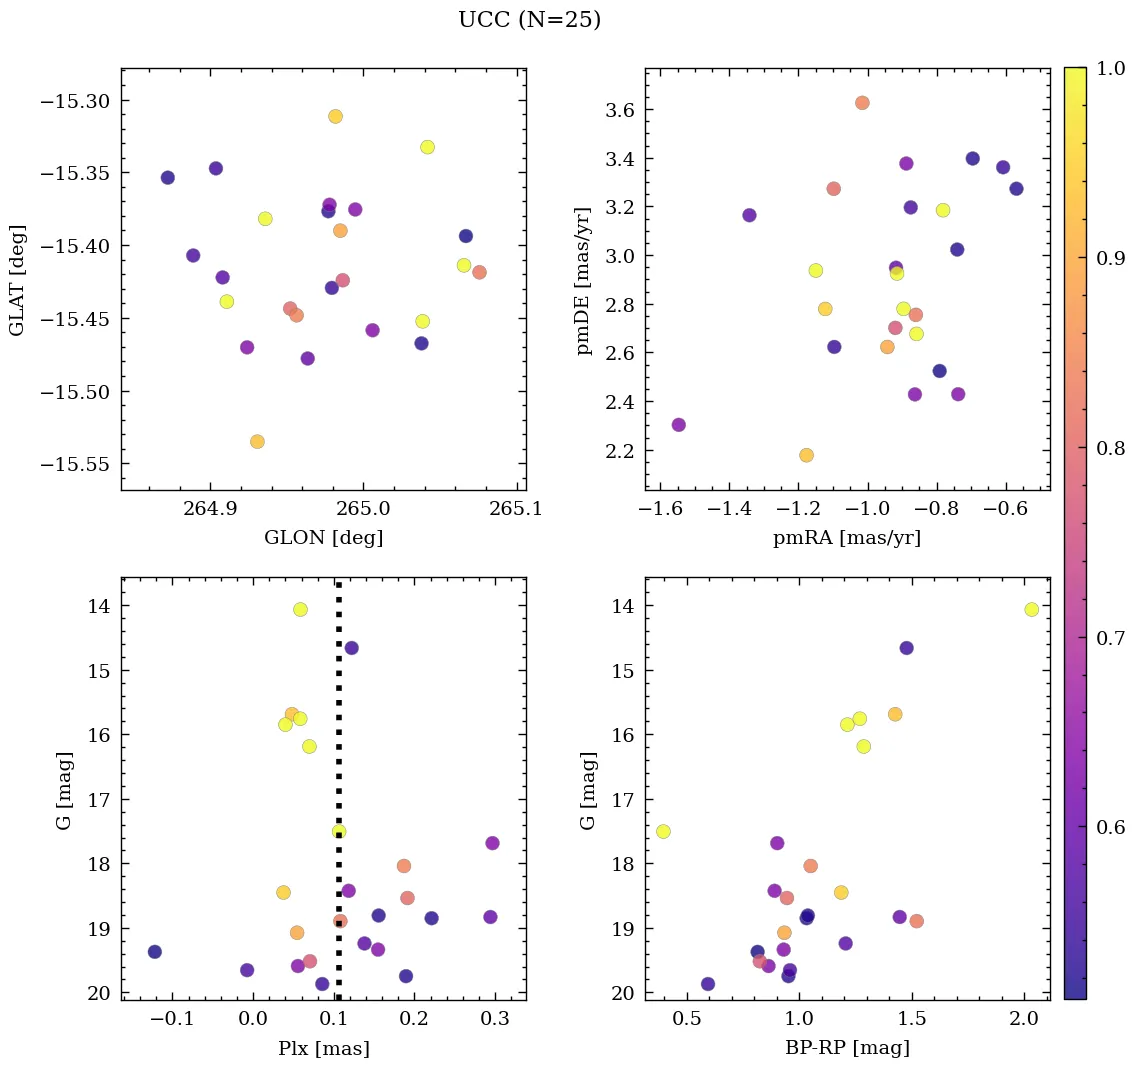 UCC (N=25)
−15.30
−15.35
−15.40
−15.45
−15.50
−15.55
GLAT [deg]
264.9 265.0 265.1
GLON [deg]
3.6
3.4
3.2
3.0
2.8
2.6
2.4
2.2
pmDE [mas/yr]
−1.6 −1.4 −1.2 −1.0 −0.8 −0.6
pmRA [mas/yr]
14
15
16
17
18
19
20
G [mag]
−0.1 0.0 0.1 0.2 0.3
Plx [mas]
14
15
16
17
18
19
20
G [mag]
0.5 1.0 1.5 2.0
BP-RP [mag]
1.0
0.9
0.8
0.7
0.6